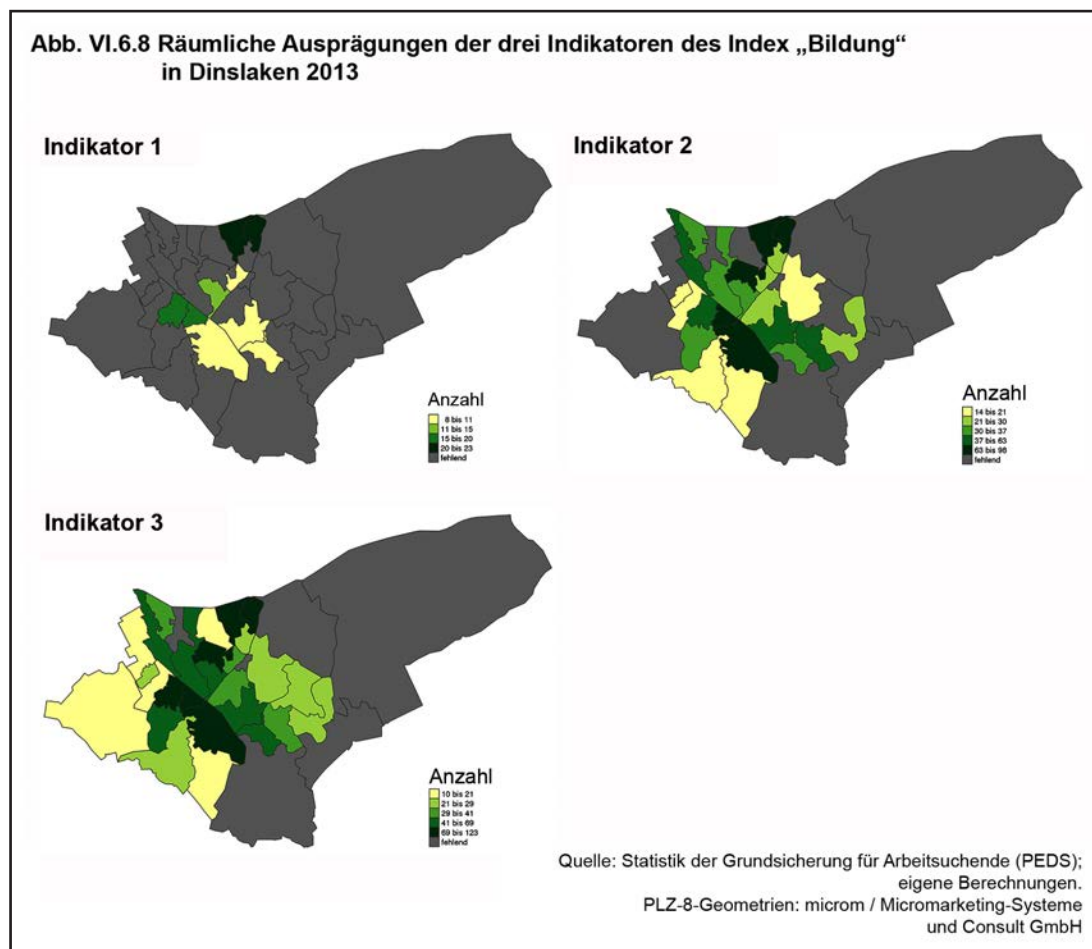 Abb. VI.6.8 Räumliche Ausprägungen der drei Indikatoren des Index „Bildung“
in Dinslaken 2013
Indikator 1
Anzahl
6 bis 11
11 bis 15
15 bis 20
20 bis 23
fehlend
Indikator 2
Anzahl
14 bis 21
21 bis 30
30 bis 37
37 bis 63
63 bis 98
fehlend
Indikator 3
Anzahl
10 bis 21
21 bis 29
29 bis 41
41 bis 69
69 bis 123
fehlend
Quelle: Statistik der Grundsicherung für Arbeitsuchende (PEDS);
eigene Berechnungen.
PLZ-8-Geometrien: microm / Micromarketing-Systeme
und Consult GmbH